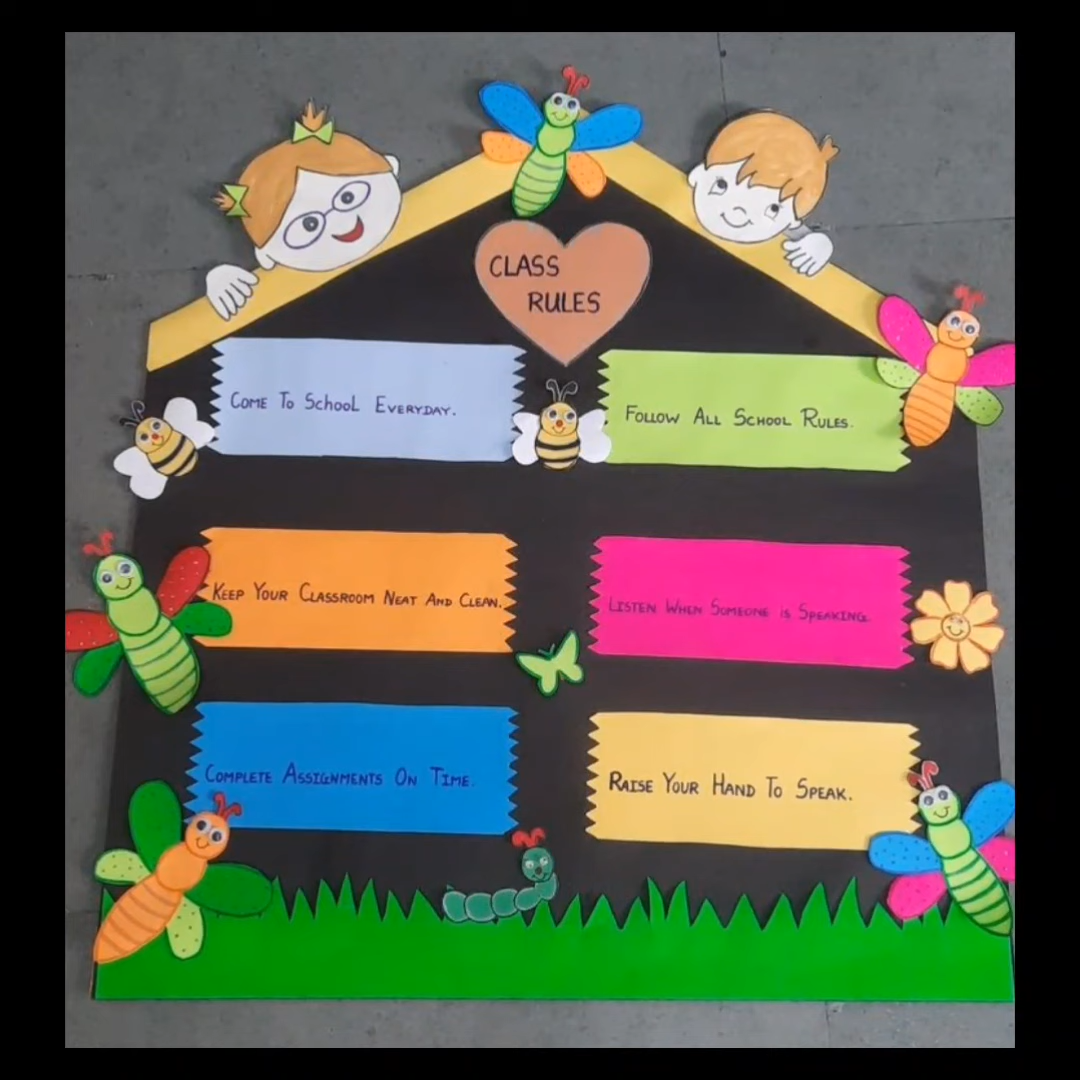 CLASS
RULES
COME TO SCHOOL EVERYDAY.
FOLLOW ALL SCHOOL RULES.
KEEP YOUR CLASSROOM NEAT AND CLEAN.
LISTEN WHEN SOMEONE iS SPEAKING.
COMPLETE ASSIGNMENTS ON TIME.
RAISE YOUR HAND TO SPEAK.